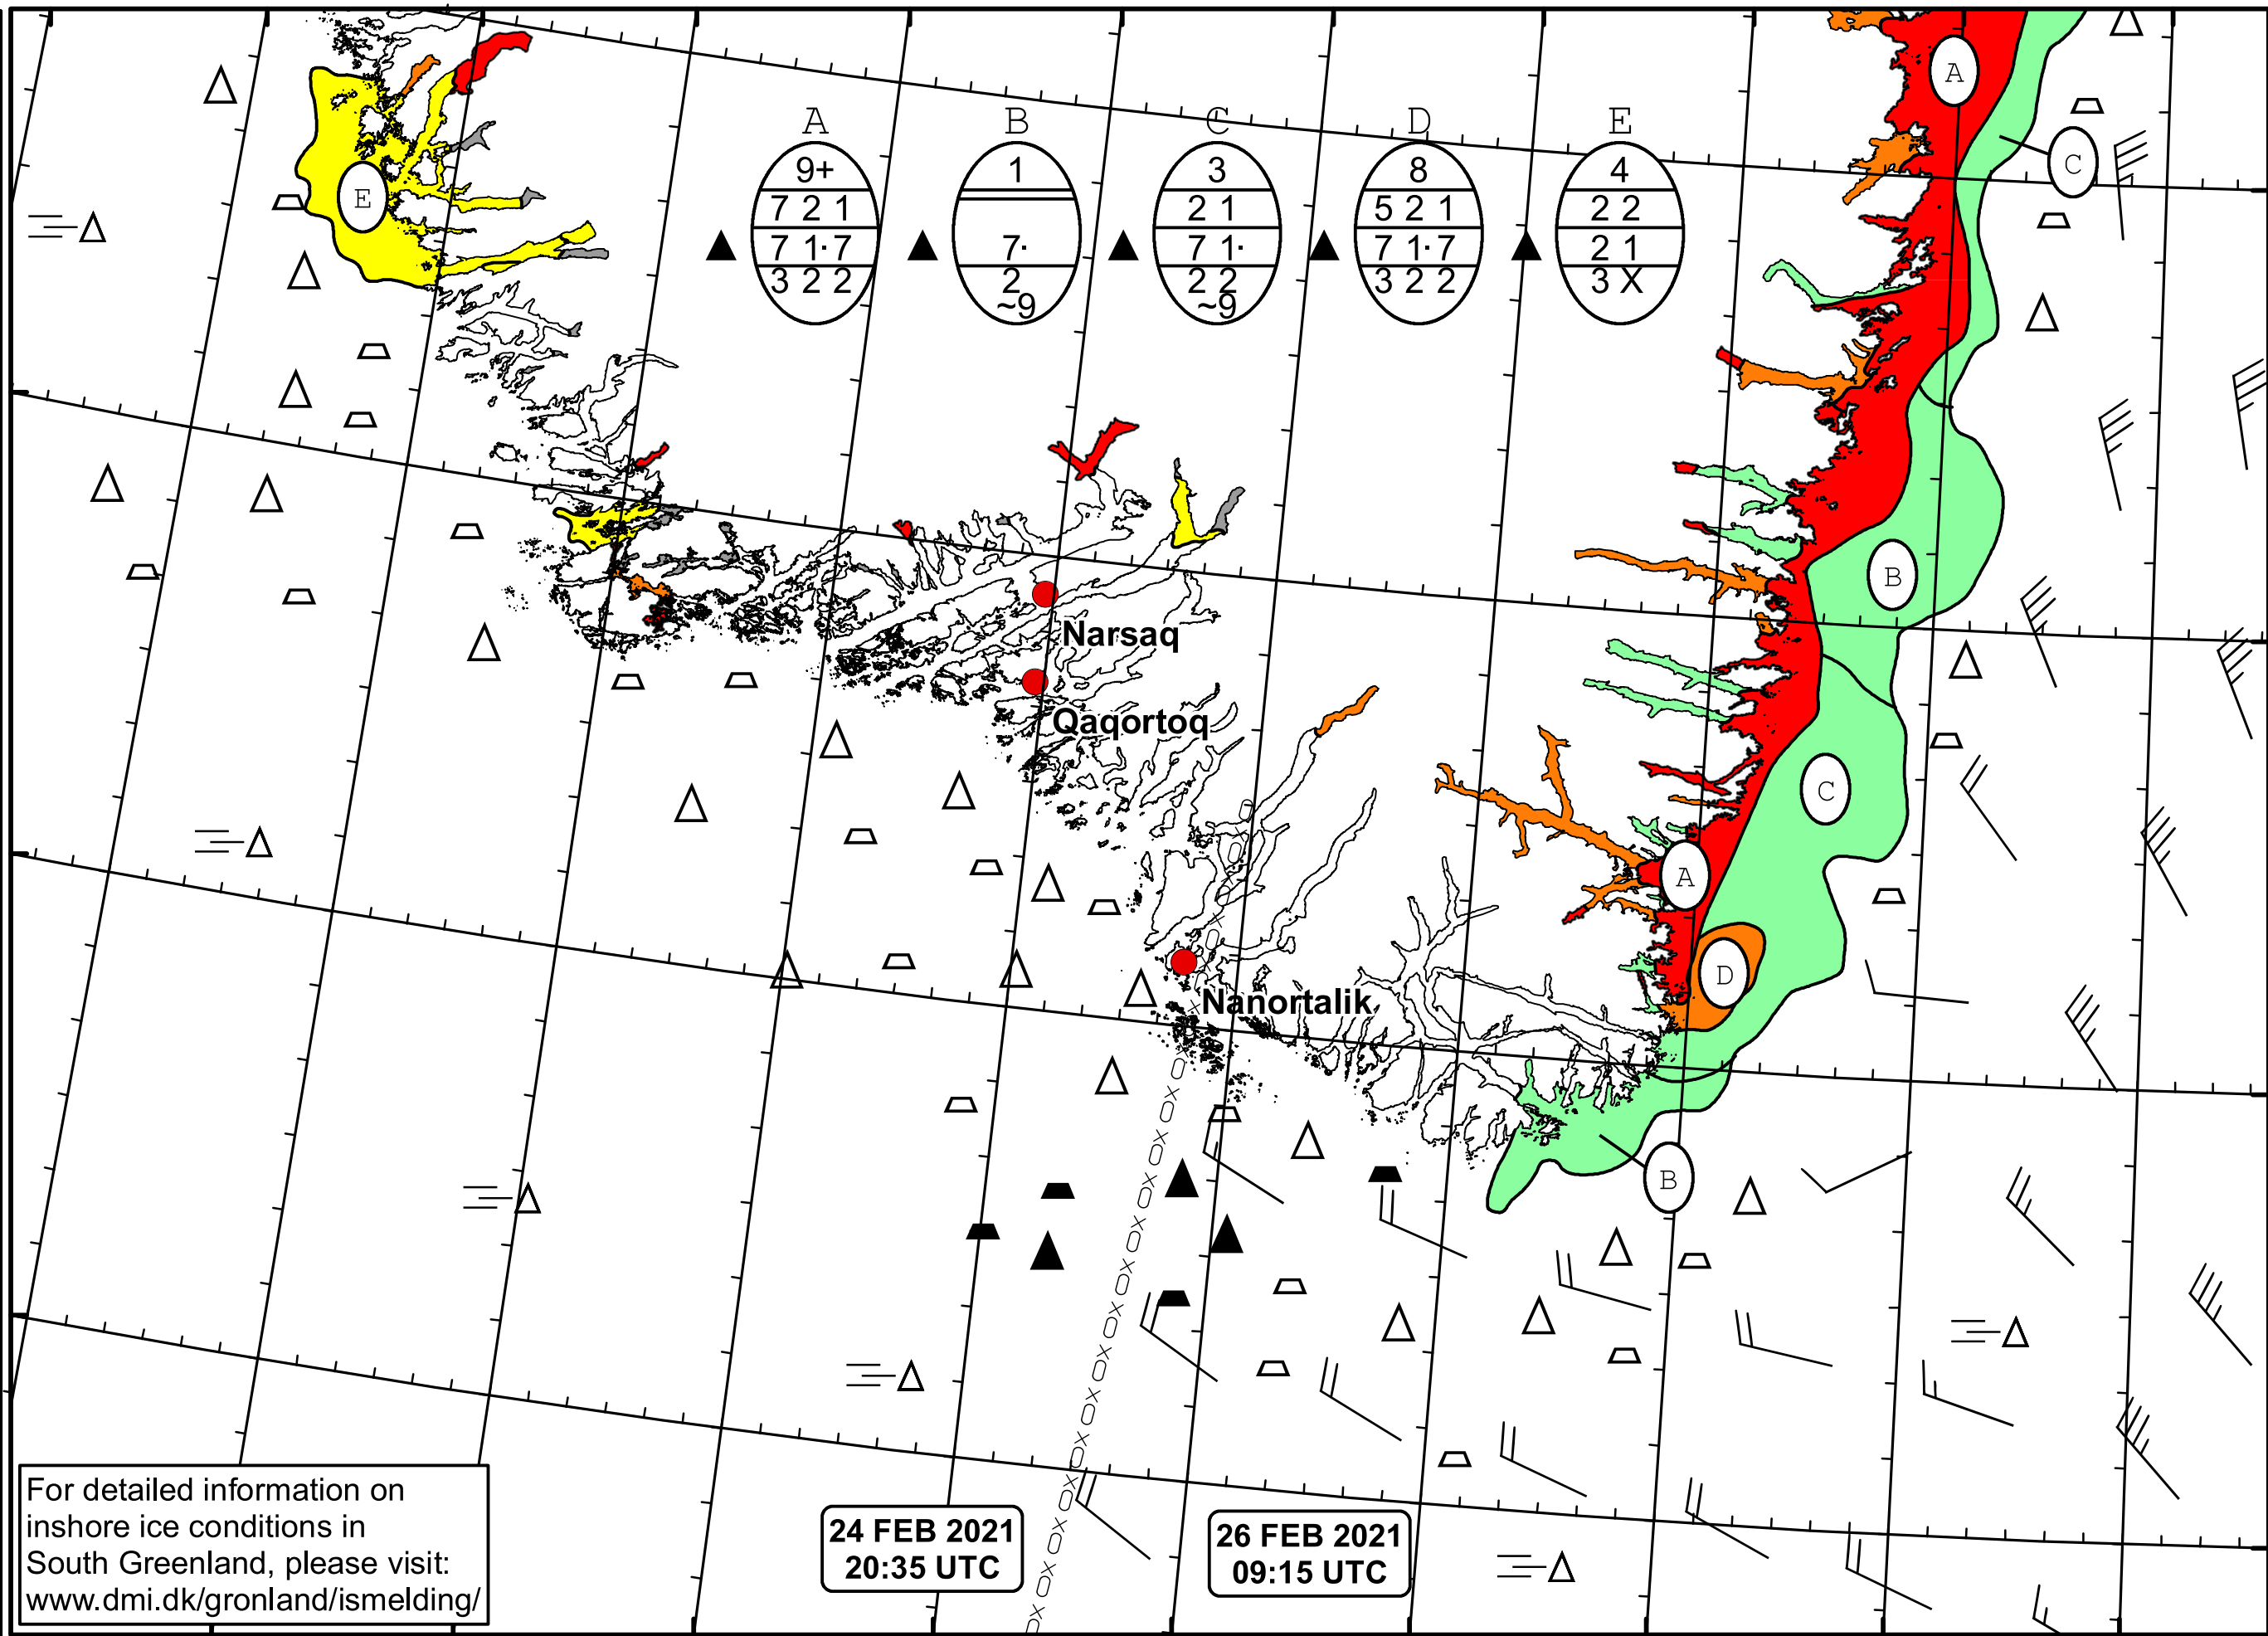 A B C D E
9+ 1 3 8 4
7 2 1 2 1 5 2 1 2 2
7 1·7 7· 7 1· 7 1·7 2 1
3 2 2 2 2 2 3 2 2 3 X
~9 ~9
A
C
E
B
Narsaq
Qaqortoq
C
A
D
Nanortalik
B
For detailed information on
inshore ice conditions in
South Greenland, please visit:
www.dmi.dk/gronland/ismelding/
24 FEB 2021
20:35 UTC
26 FEB 2021
09:15 UTC